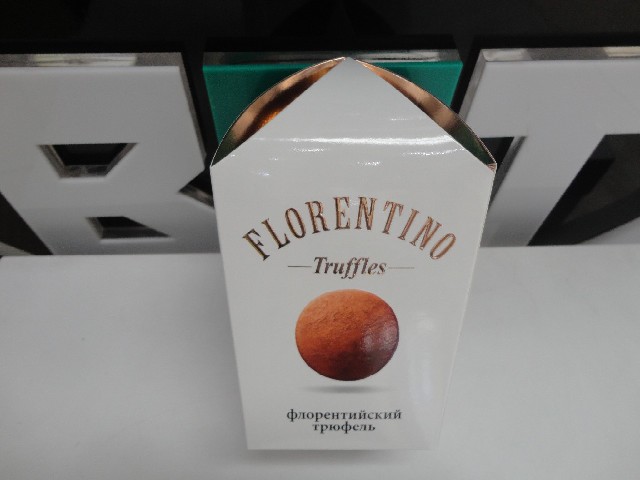 FLORENTINO
Truffles
флорентийский
трюфель